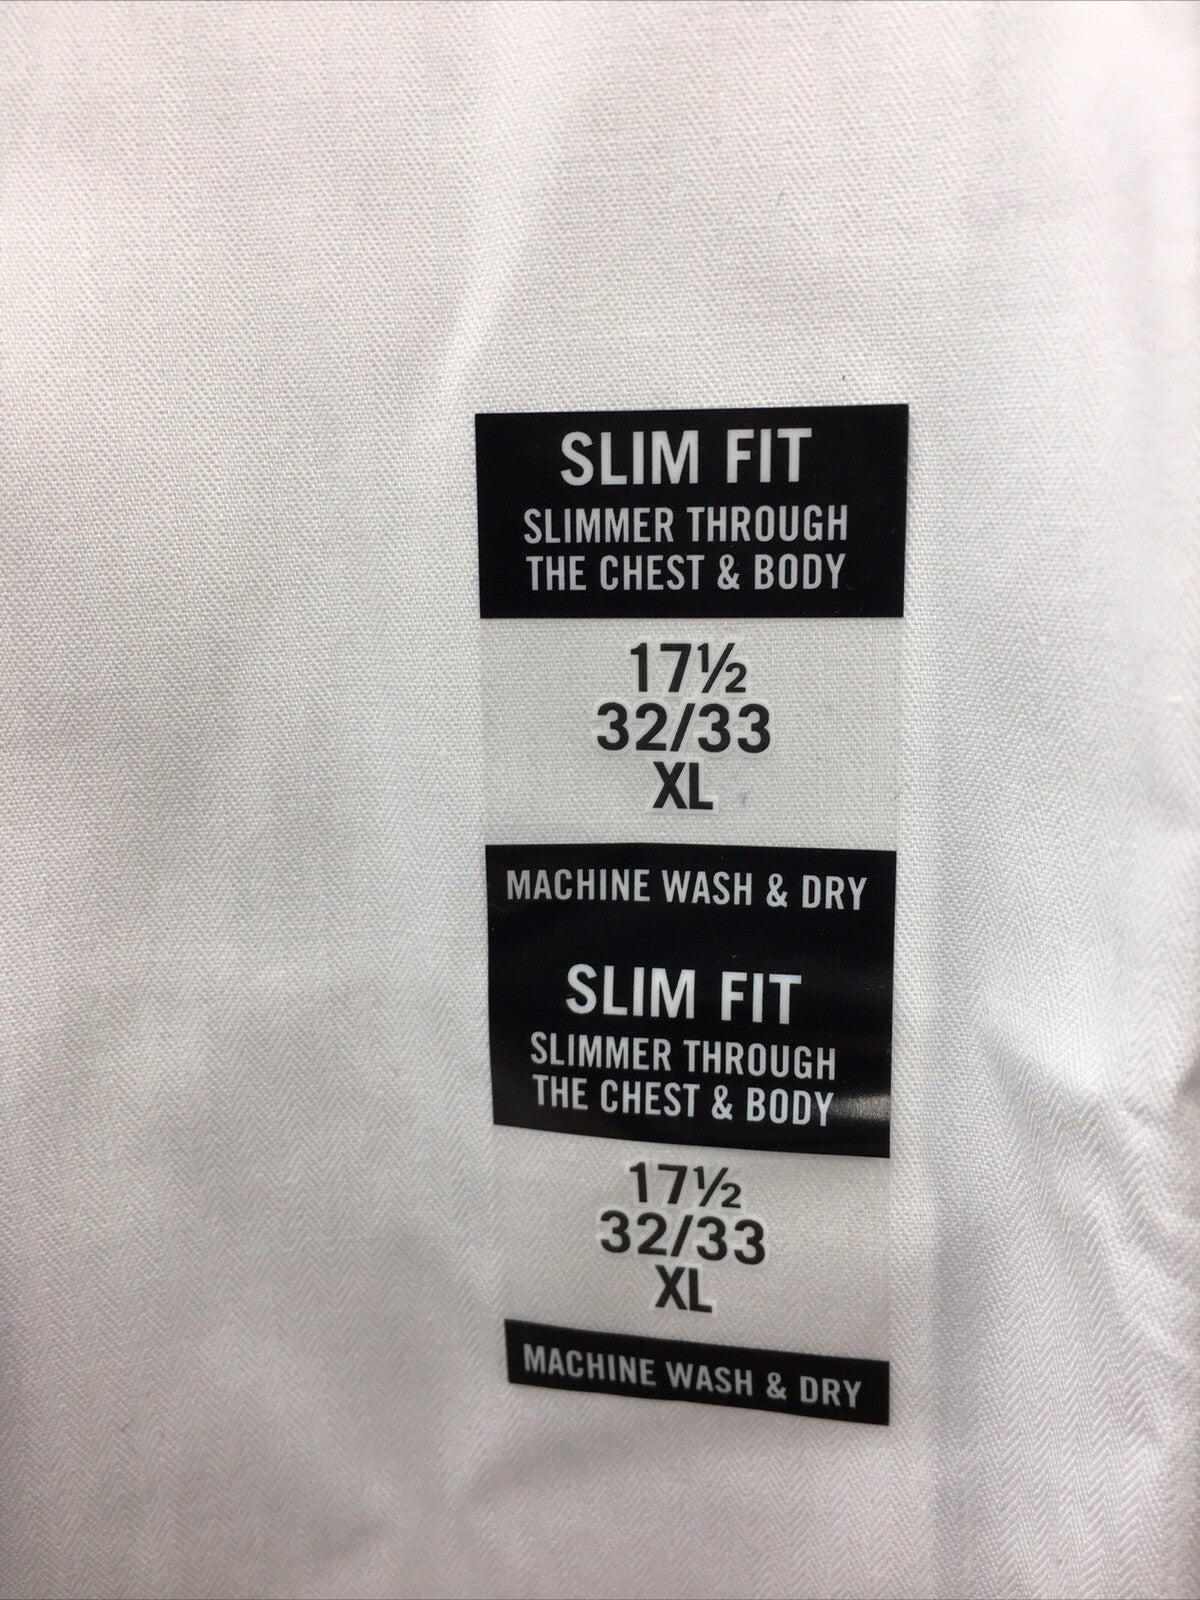 SLIM FIT
SLIMMER THROUGH
THE CHEST & BODY
17½
32/33
XL
MACHINE WASH & DRY
SLIM FIT
SLIMMER THROUGH
THE CHEST & BODY
17½
32/33
XL
MACHINE WASH & DRY